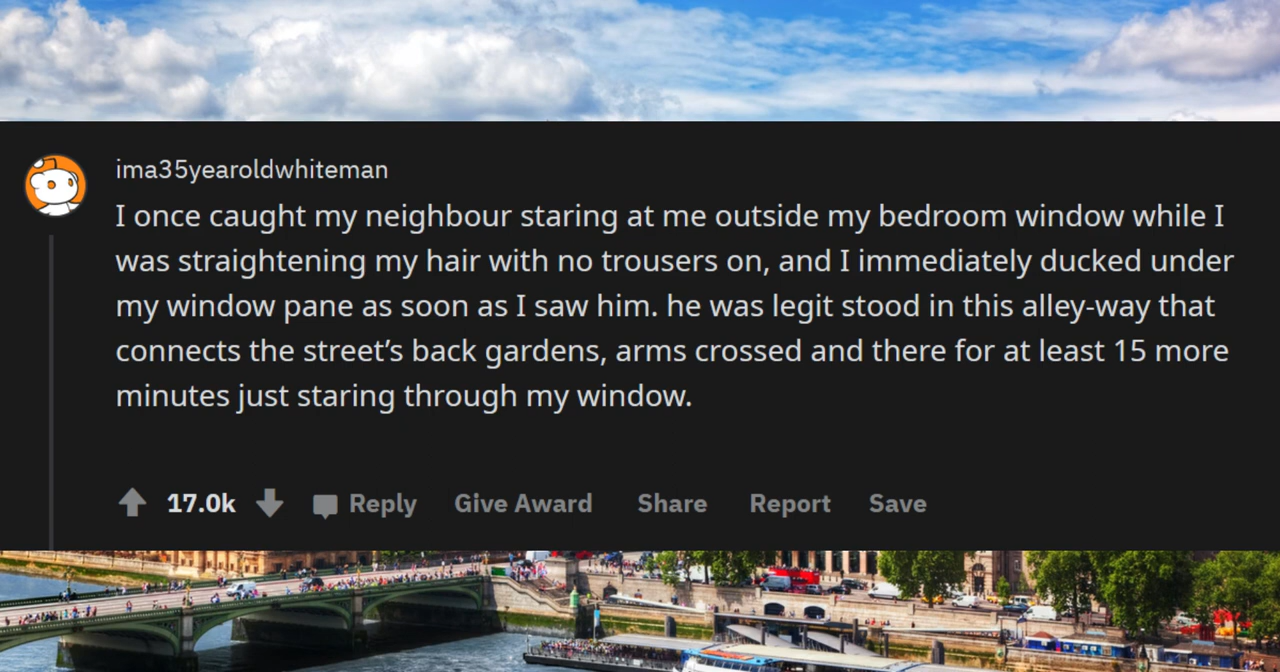 ima35yearoldwhiteman
I once caught my neighbour staring at me outside my bedroom window while I
was straightening my hair with no trousers on, and I immediately ducked under
my window pane as soon as I saw him. he was legit stood in this alley-way that
connects the street’s back gardens, arms crossed and there for at least 15 more
minutes just staring through my window.
17.0k Reply Give Award Share Report Save